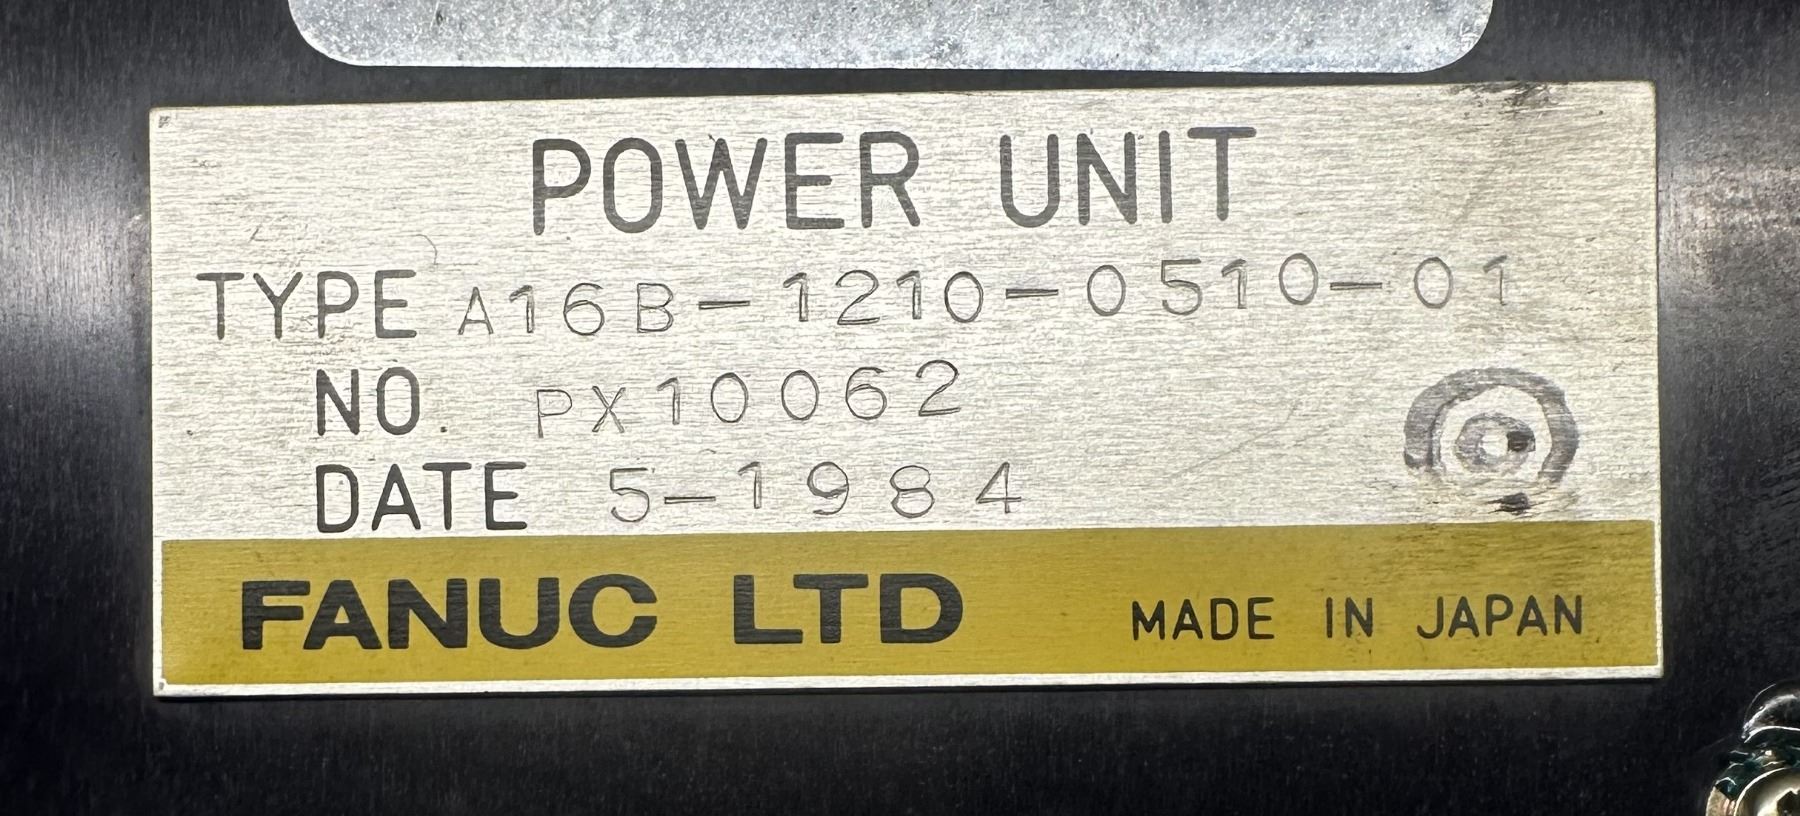 POWER UNIT
TYPE A16B-1210-0510-01
NO. PX10062
DATE 5-1984
FANUC LTD MADE IN JAPAN